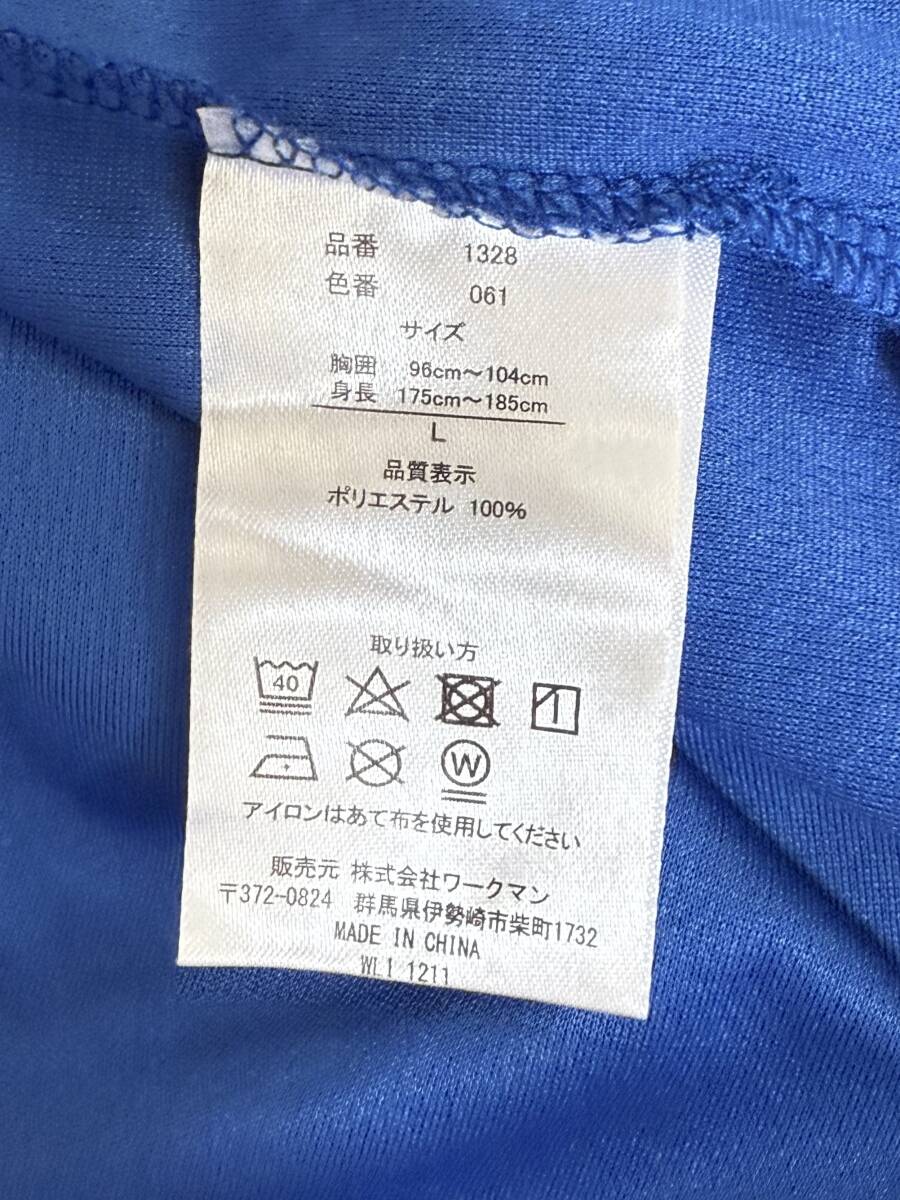 品番 1328
色番 061
サイズ
胸囲 96cm～104cm
身長 175cm～185cm
L
品質表示
ポリエステル 100%
取り扱い方
40
W
アイロンはあて布を使用してください
販売元 株式会社ワークマン
〒372-0824 群馬県伊勢崎市柴町1732
MADE IN CHINA
WLI 1211